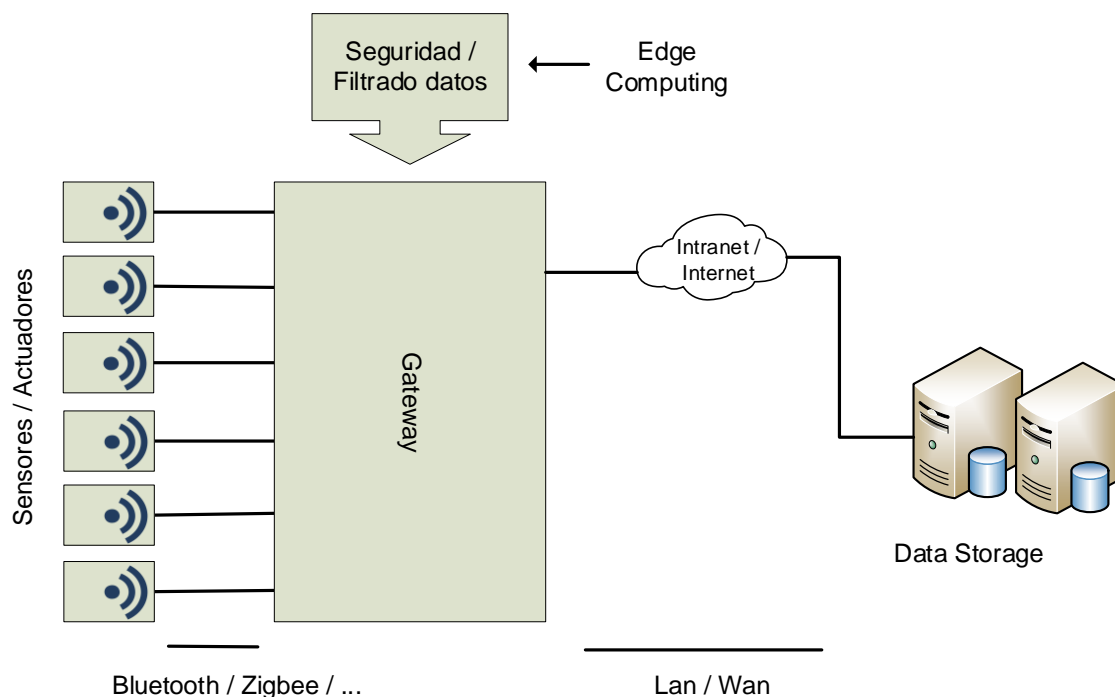 Seguridad /
Filtrado datos
Edge
Computing
Sensores / Actuadores
Gateway
Intranet /
Internet
Data Storage
Bluetooth / Zigbee / ...
Lan / Wan